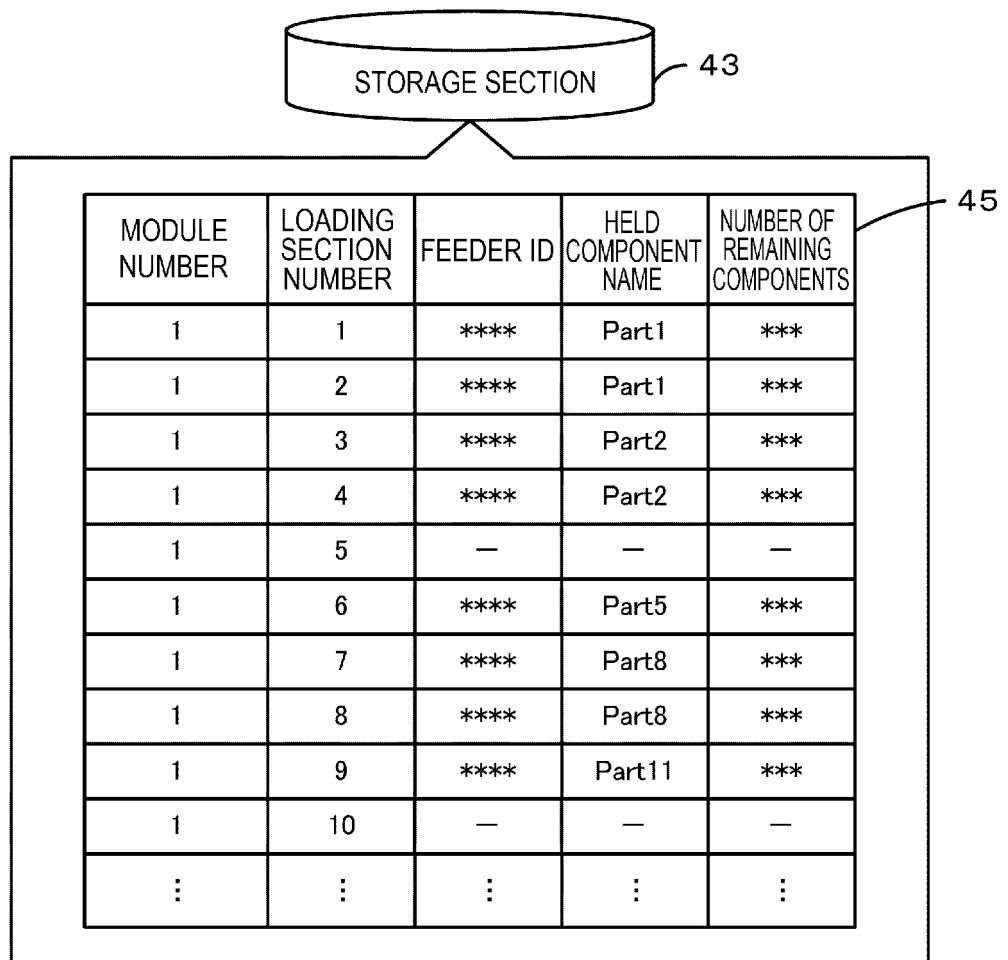 STORAGE SECTION
43
45
MODULE NUMBER LOADING SECTION NUMBER FEEDER ID HELD COMPONENT NAME NUMBER OF REMAINING COMPONENTS
1 1 **** Part1 ***
1 2 **** Part1 ***
1 3 **** Part2 ***
1 4 **** Part2 ***
1 5 – – –
1 6 **** Part5 ***
1 7 **** Part8 ***
1 8 **** Part8 ***
1 9 **** Part11 ***
1 10 – – –
⋮ ⋮ ⋮ ⋮ ⋮